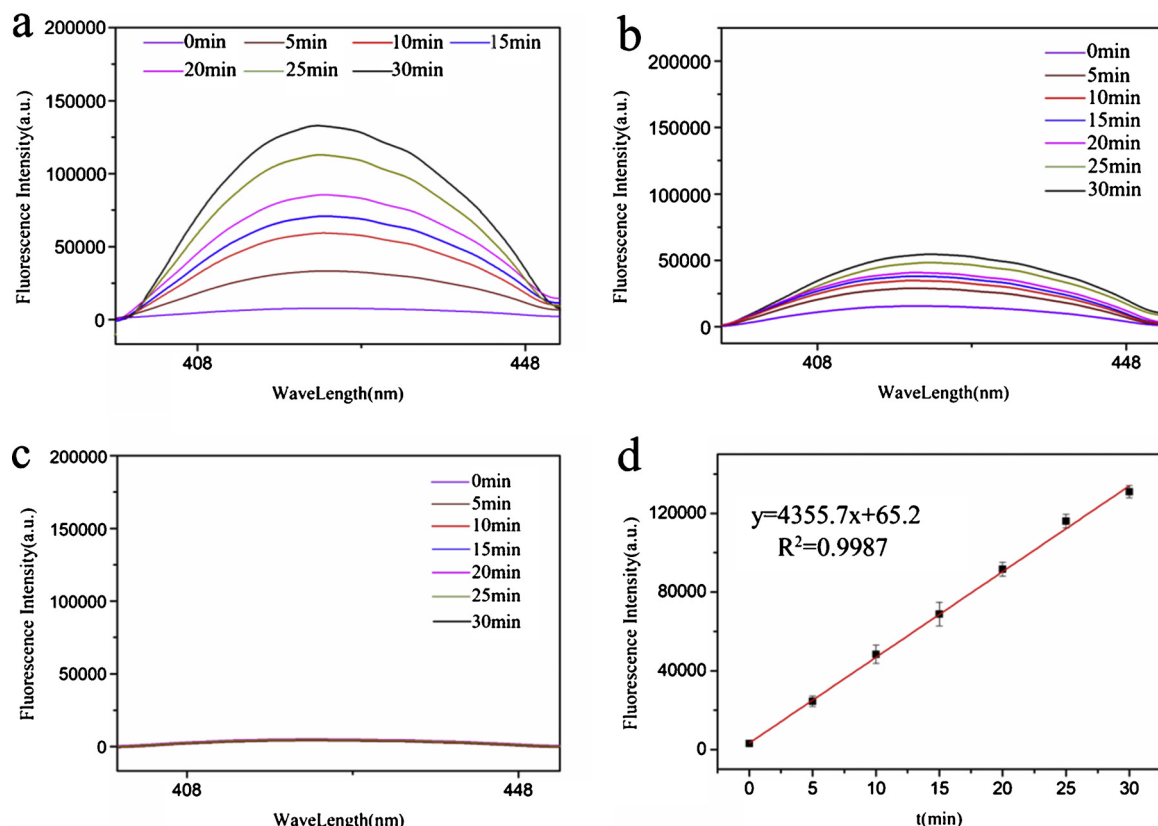 a
200000
150000
100000
50000
0
0min 5min 10min 15min
20min 25min 30min
408 448
WaveLength(nm)
Fluorescence Intensity(a.u.)
b
200000
150000
100000
50000
0
0min
5min
10min
15min
20min
25min
30min
408 448
WaveLength(nm)
Fluorescence Intensity(a.u.)
c
200000
150000
100000
50000
0
0min
5min
10min
15min
20min
25min
30min
408 448
WaveLength(nm)
Fluorescence Intensity(a.u.)
d
y=4355.7x+65.2
R²=0.9987
120000
80000
40000
0
0 5 10 15 20 25 30
t(min)
Fluorescence Intensity(a.u.)